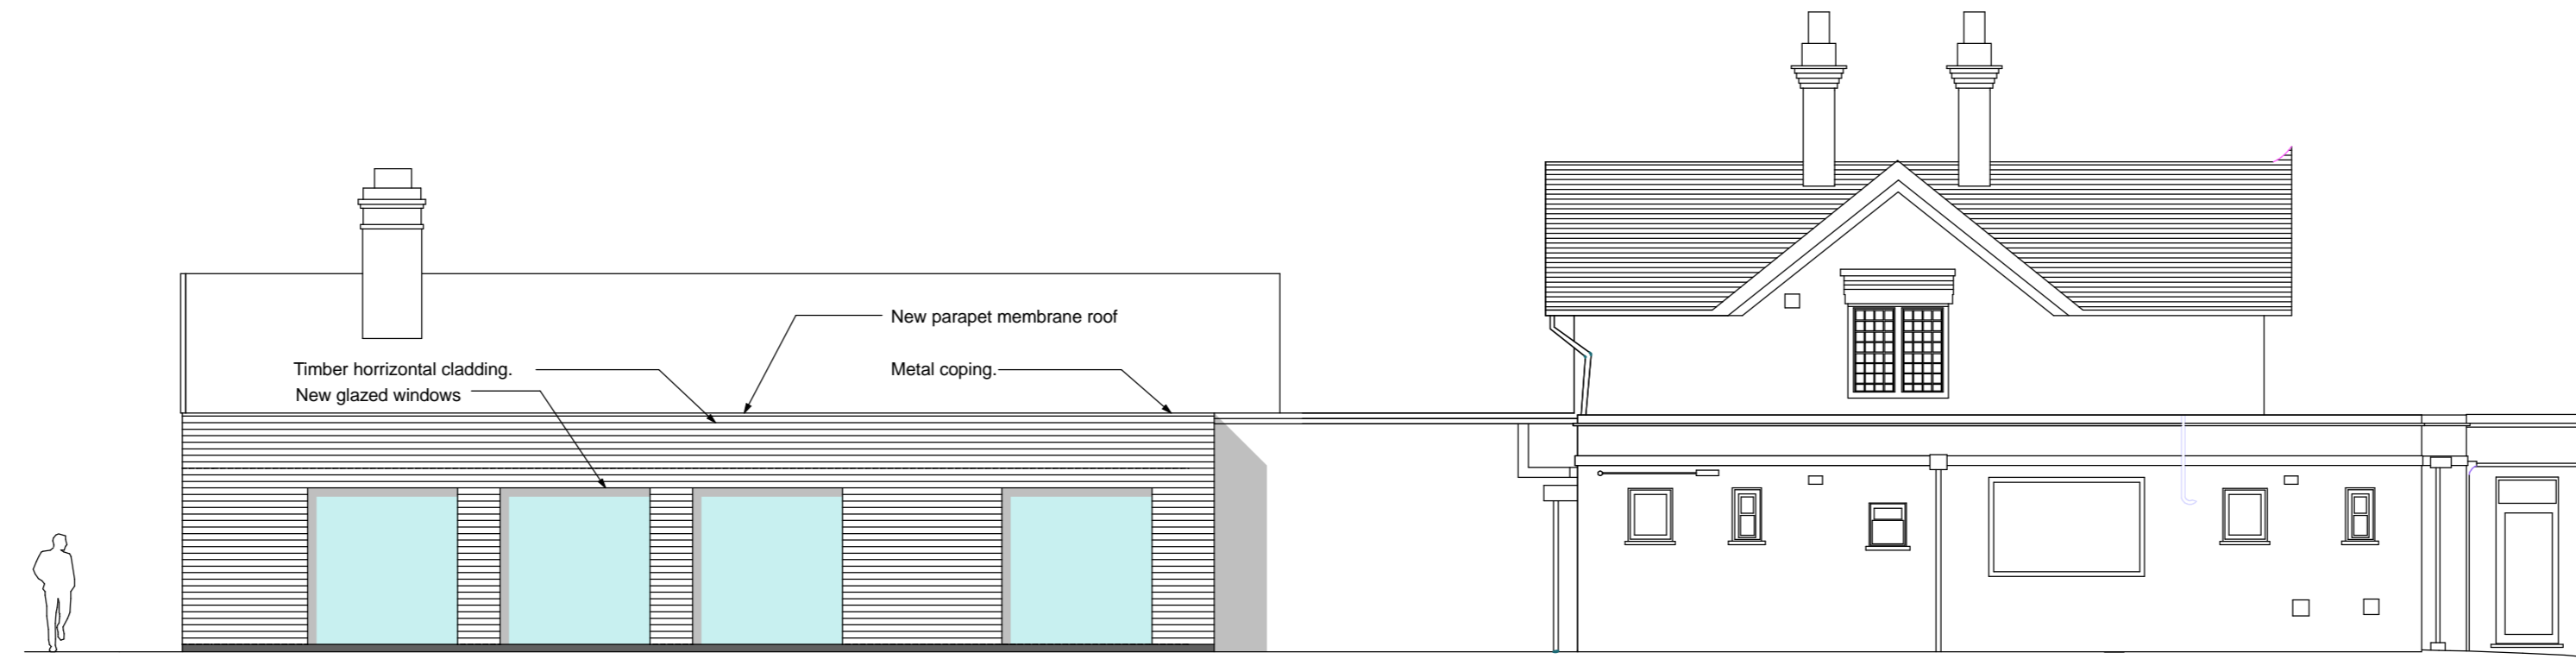 New parapet membrane roof
Timber horrizontal cladding.
Metal coping.
New glazed windows